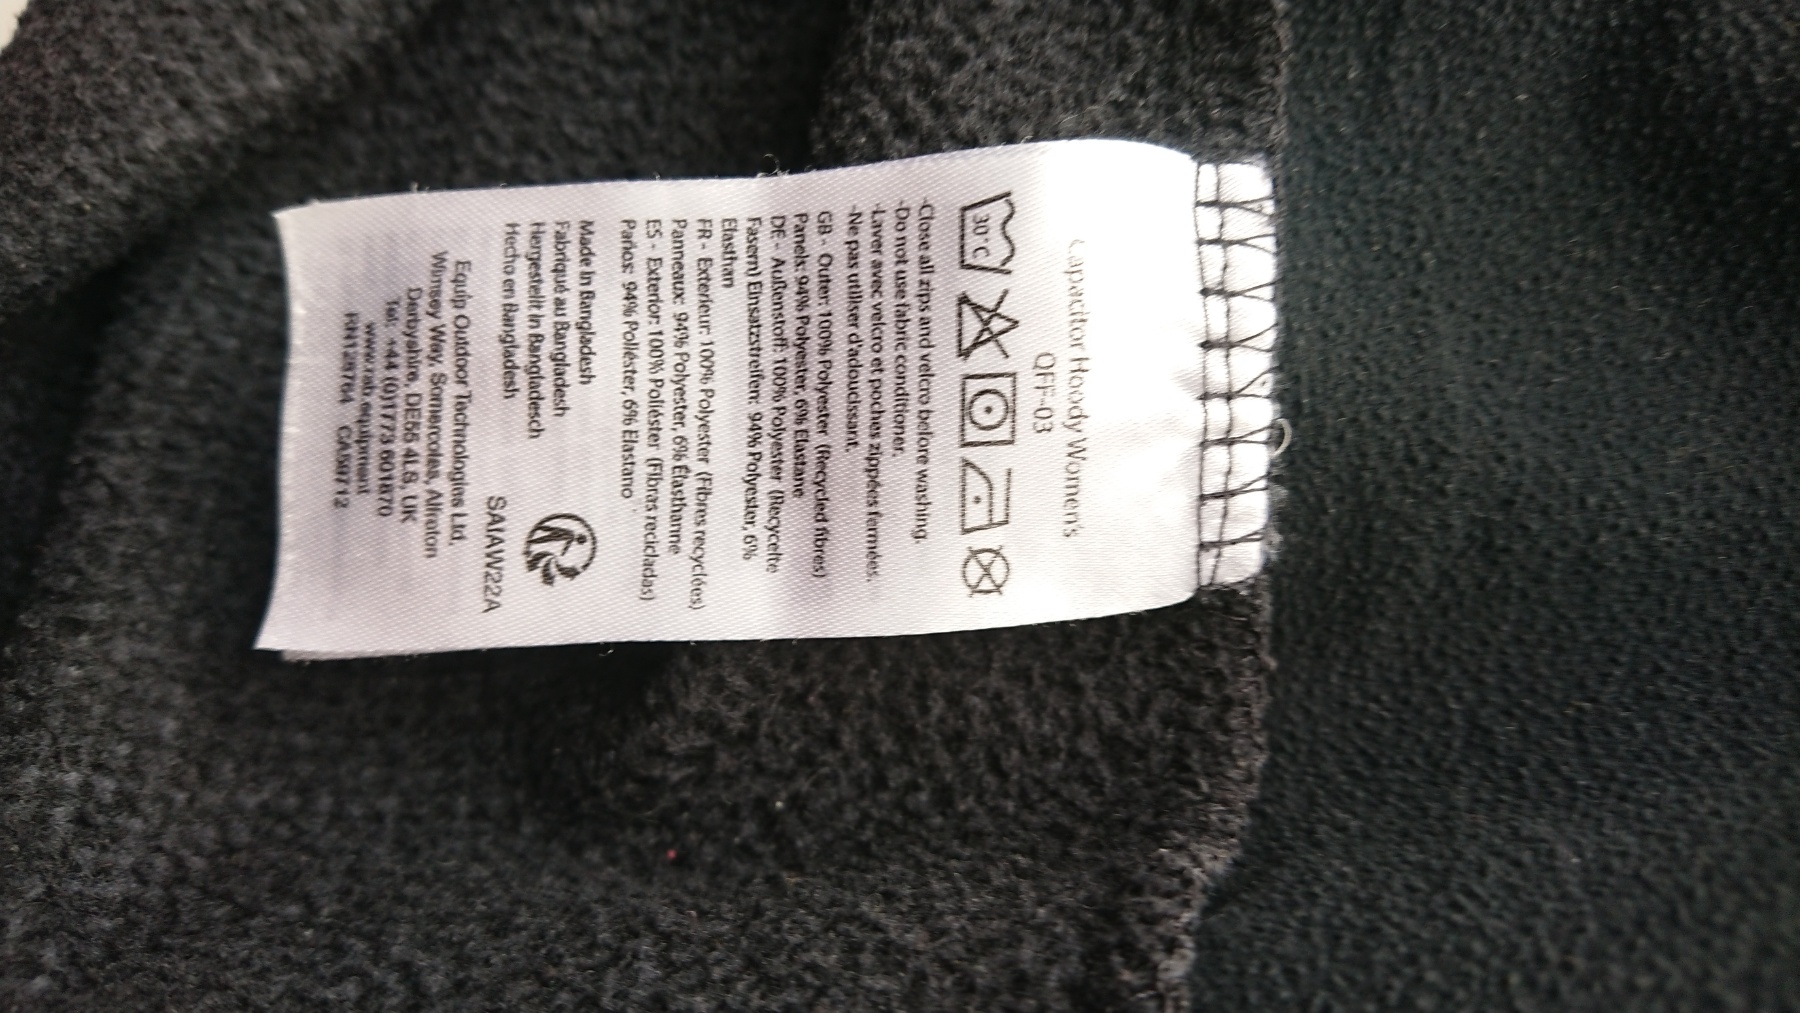 Capacitor Hoody Women's
QFF-03
30°C
-Close all zips and velcro before washing.
-Do not use fabric conditioner.
-Laver avec velcro et poches zippées fermées.
-Ne pas utiliser d'adoucissant.
GB - Outer: 100% Polyester (Recycled fibres)
Panels: 94% Polyester, 6% Elastane
DE - Außenstoff: 100% Polyester (Recycelte
Fasern) Einsatzstreifen: 94% Polyester, 6%
Elasthan
FR - Exterieur: 100% Polyester (Fibres recyclées)
Panneaux: 94% Polyester, 6% Élasthanne
ES - Exterior: 100% Poliéster (Fibras recicladas)
Paños: 94% Poliéster, 6% Elastano
Made in Bangladesh
Fabriqué au Bangladesh
Hergestellt in Bangladesch
Hecho en Bangladesh
SAIAW22A
Equip Outdoor Technologies Ltd.
Wimsey Way, Somercotes, Alfreton
Derbyshire, DE55 4LS, UK
Tel: +44 (0)1773 601870
www.rab.equipment
RN128764 CA59712